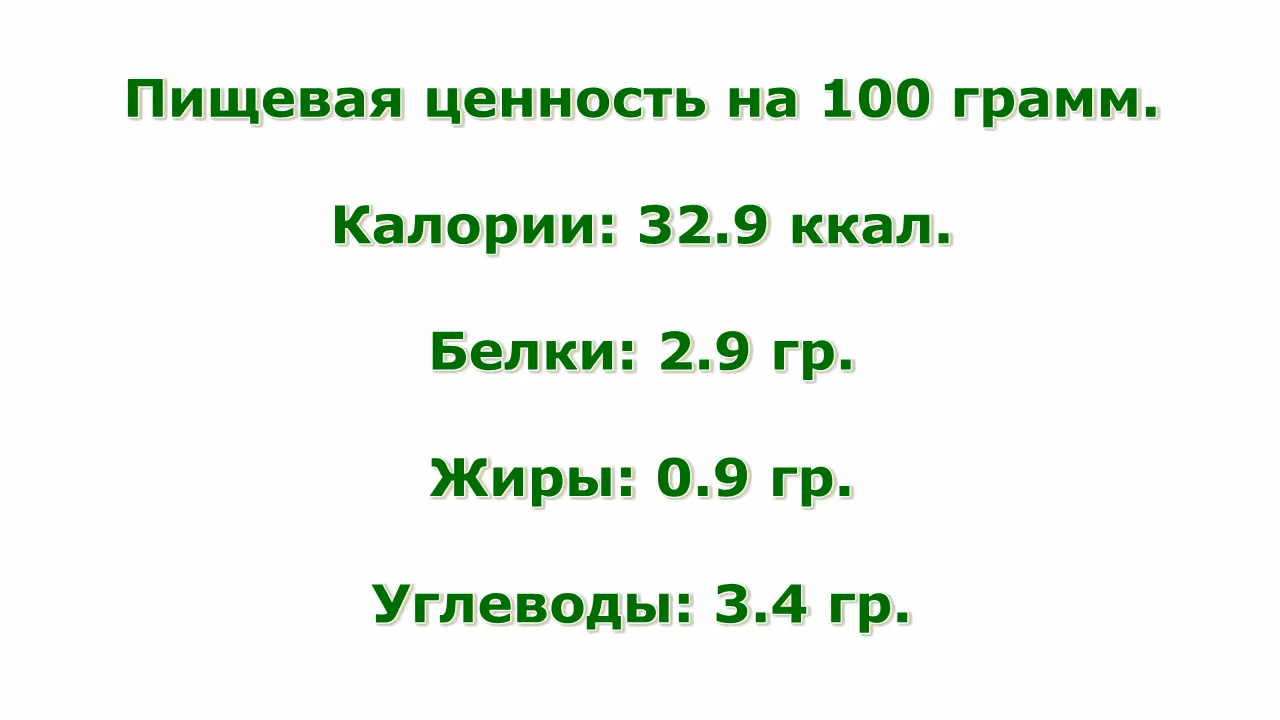 Пищевая ценность на 100 грамм.
Калории: 32.9 ккал.
Белки: 2.9 гр.
Жиры: 0.9 гр.
Углеводы: 3.4 гр.